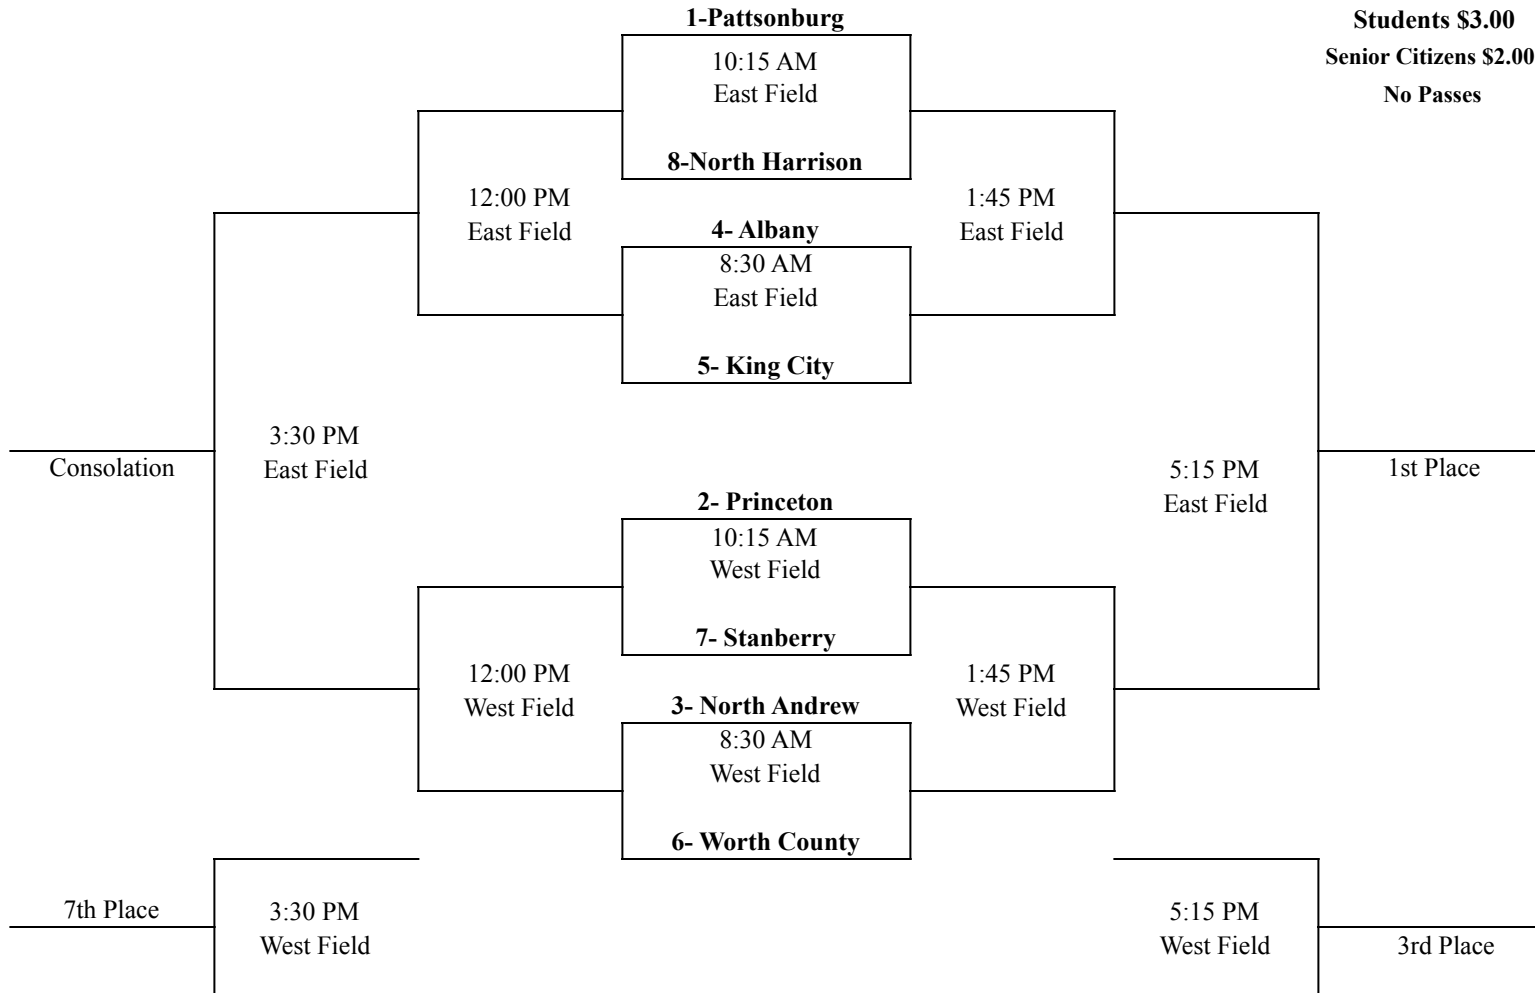 1-Pattsonburg
Students $3.00
Senior Citizens $2.00
No Passes
10:15 AM
East Field
8-North Harrison
12:00 PM
East Field
1:45 PM
East Field
4- Albany
8:30 AM
East Field
5- King City
3:30 PM
East Field
Consolation
5:15 PM
East Field
1st Place
2- Princeton
10:15 AM
West Field
7- Stanberry
12:00 PM
West Field
1:45 PM
West Field
3- North Andrew
8:30 AM
West Field
6- Worth County
7th Place
3:30 PM
West Field
5:15 PM
West Field
3rd Place